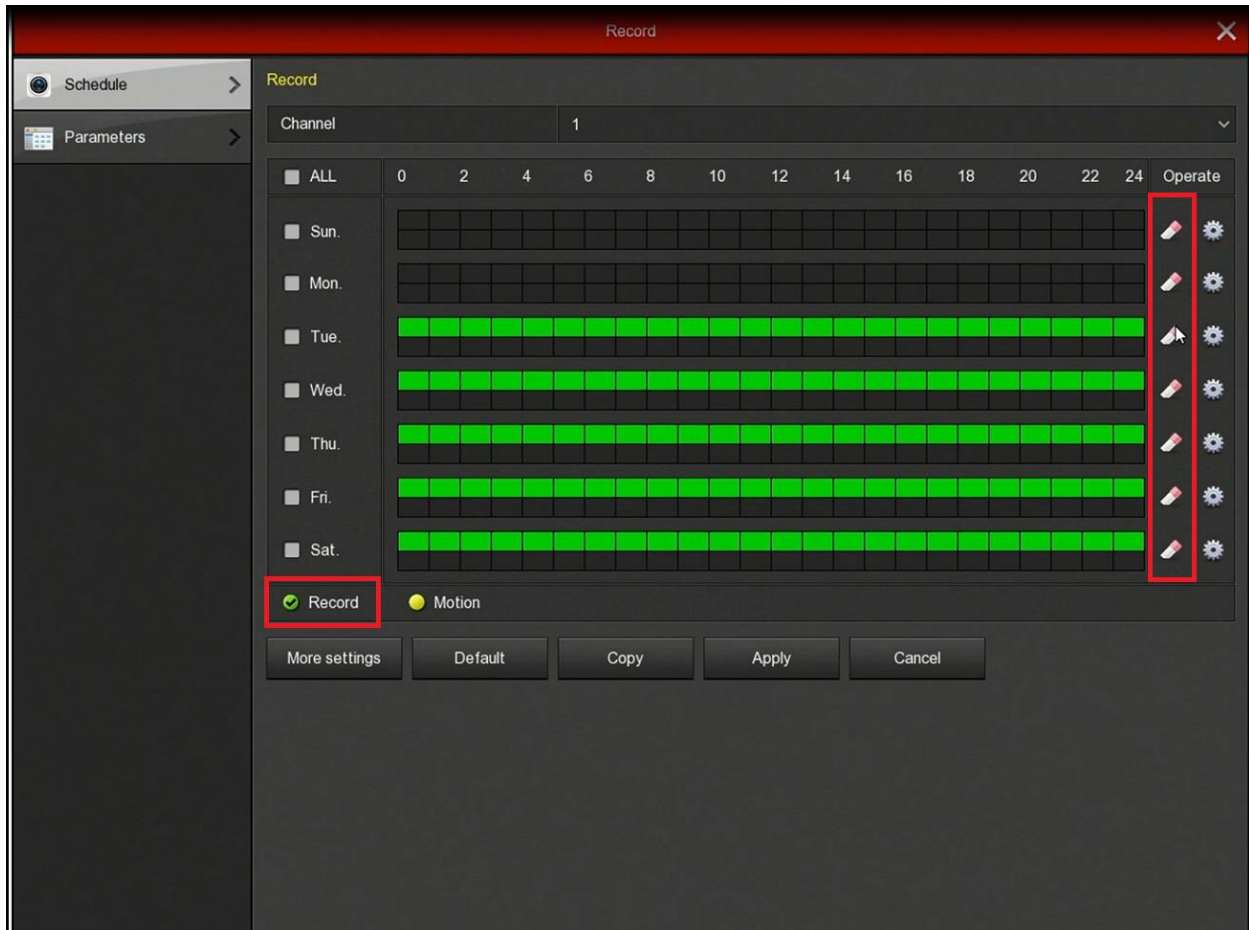 Record
Schedule
Parameters
Record
Channel 1
ALL 0 2 4 6 8 10 12 14 16 18 20 22 24 Operate
Sun.
Mon.
Tue.
Wed.
Thu.
Fri.
Sat.
Record Motion
More settings Default Copy Apply Cancel